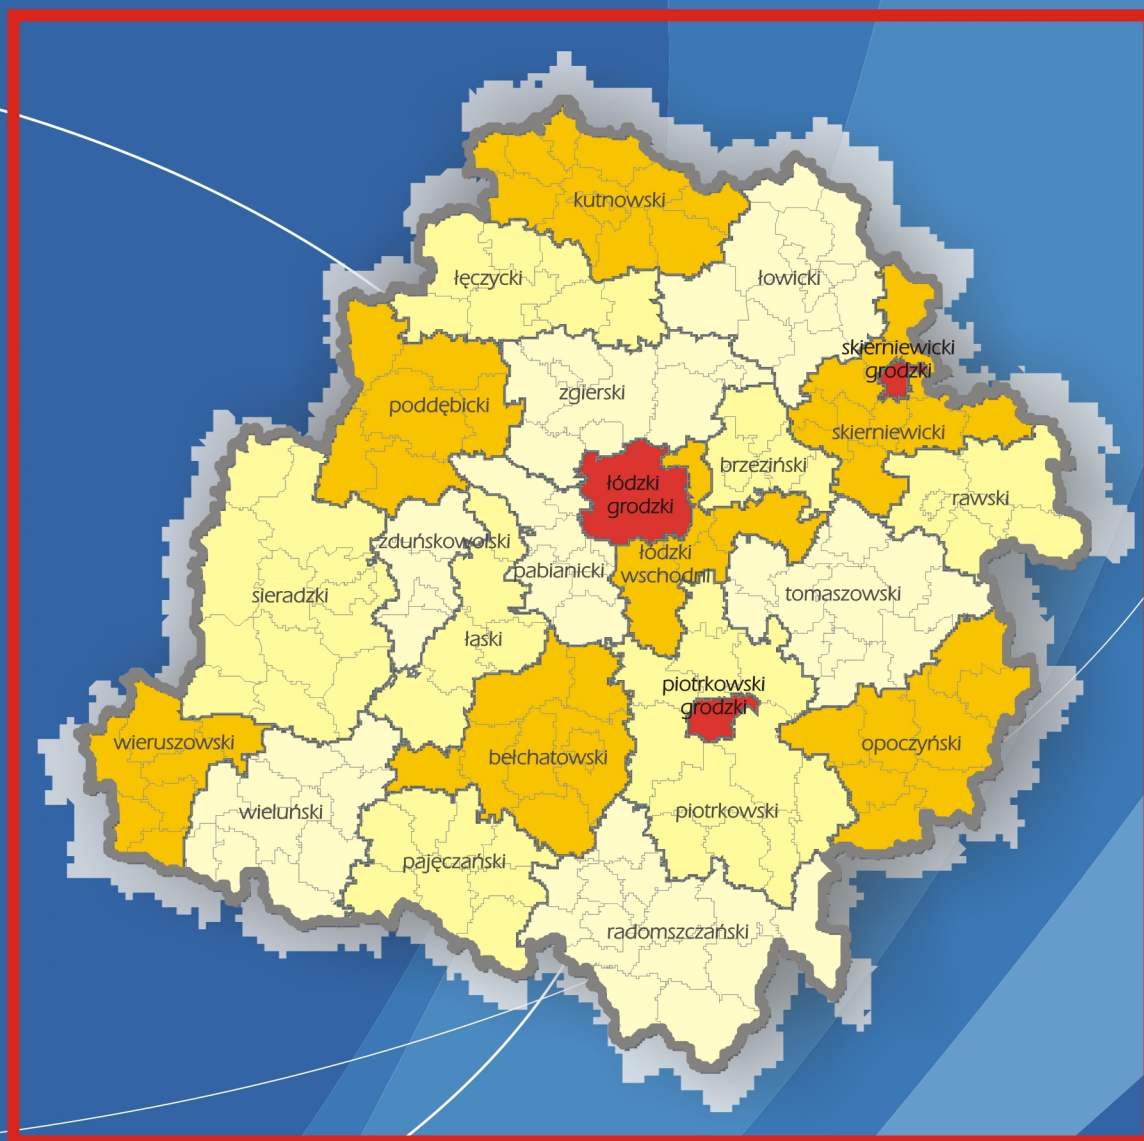 kutnowski
łęczycki
łowicki
skierniewicki
grodzki
zgierski
poddębicki
skierniewicki
brzeziński
łódzki
grodzki
rawski
zduńskowolski
łódzki
wschodni
pabianicki
sieradzki
tomaszowski
łaski
piotrkowski
grodzki
wieruszowski
bełchatowski
opoczyński
wieluński
piotrkowski
pajęczański
radomszczański